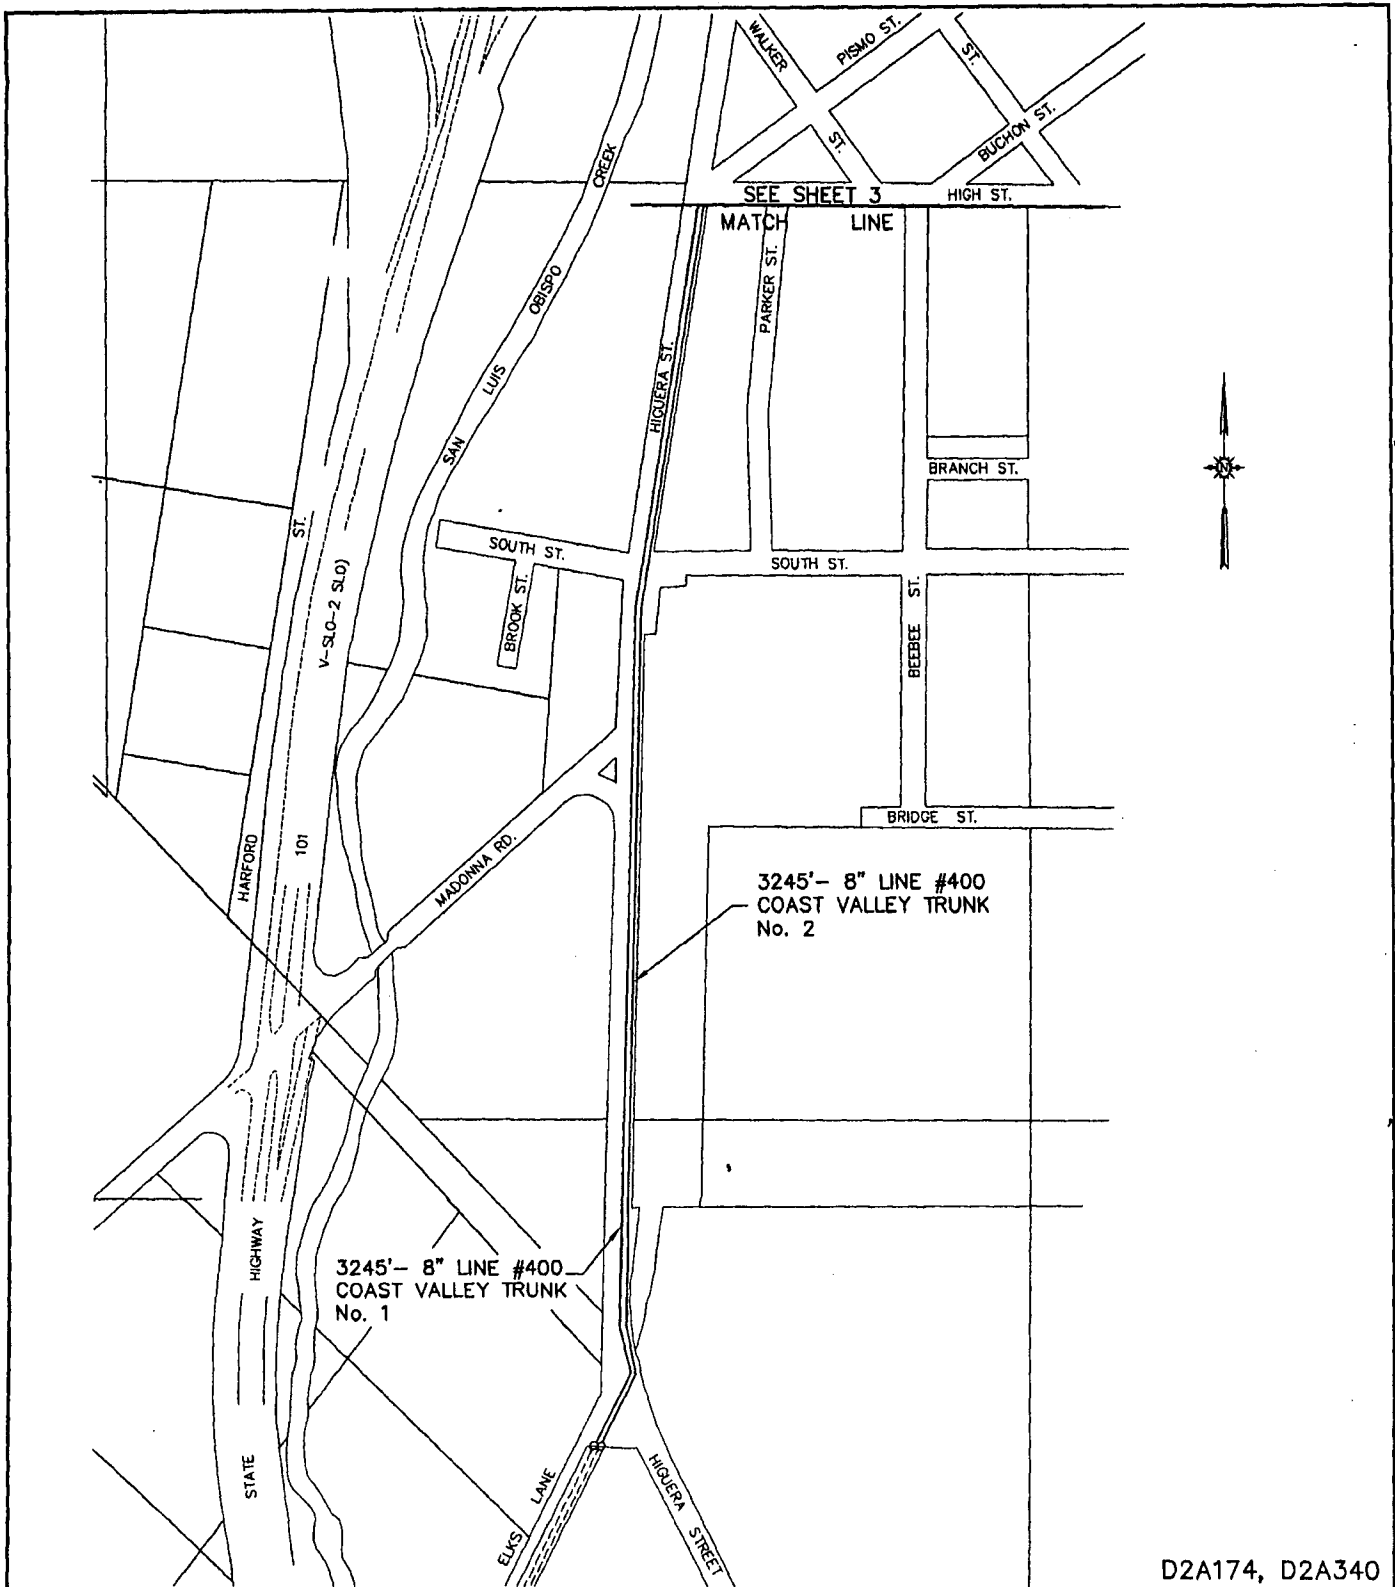 WALKER
ST.
PISMO ST.
ST.
BUCHON ST.
CREEK
SEE SHEET 3
HIGH ST.
MATCH LINE
PARKER ST.
OBISPO
LUIS
SAN
HIGUERA ST.
BRANCH ST.
ST.
SOUTH ST.
SOUTH ST.
V-SLO-2 SLO)
BROOK ST.
BEEBEE ST.
BRIDGE ST.
101
HARFORD
MADONNA RD.
3245'- 8" LINE #400
COAST VALLEY TRUNK
No. 2
HIGHWAY
3245'- 8" LINE #400
COAST VALLEY TRUNK
No. 1
STATE
LANE
ELKS
HIGUERA STREET
N
D2A174, D2A340